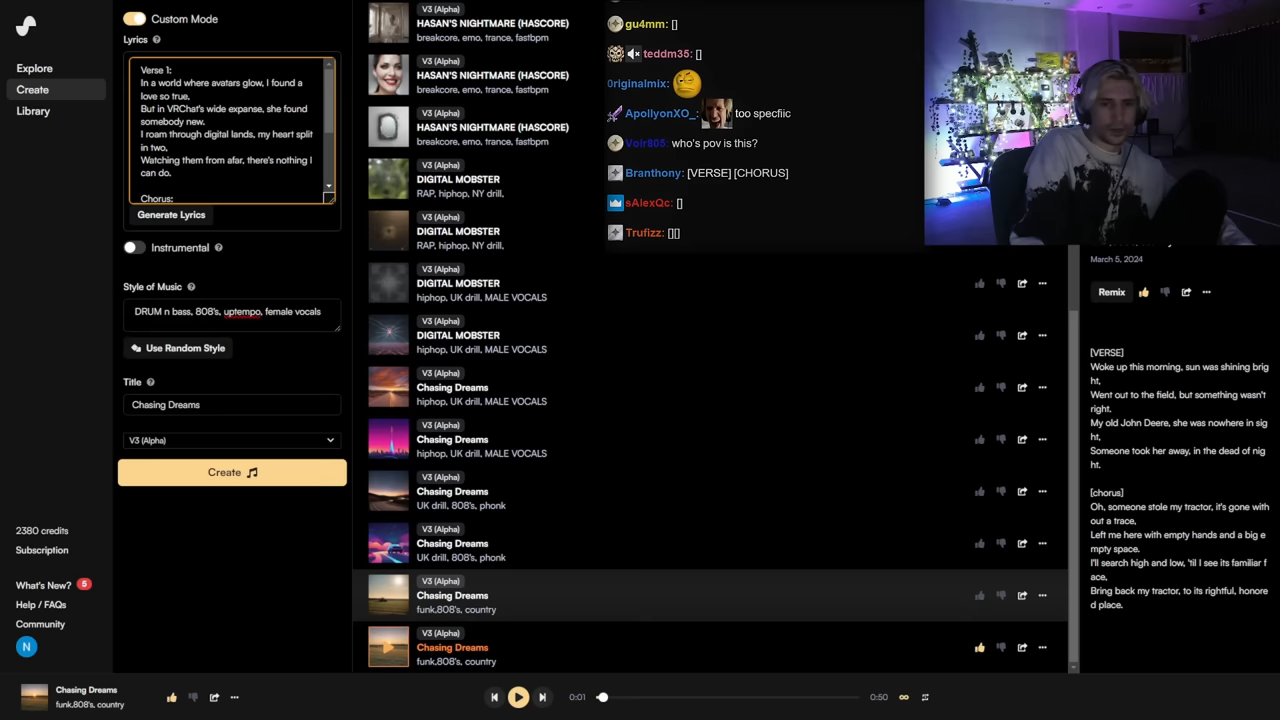 Explore
Create
Library
2380 credits
Subscription
What's New? 5
Help / FAQs
Community
N
Custom Mode
Lyrics
Verse 1:
In a world where avatars glow, I found a
love so true,
But in VRChat's wide expanse, she found
somebody new.
I roam through digital lands, my heart split
in two,
Watching them from afar, there's nothing I
can do.
Chorus:
Generate Lyrics
Instrumental
Style of Music
DRUM n bass, 808's, uptempo, female vocals
Use Random Style
Title
Chasing Dreams
V3 (Alpha)
Create
V3 (Alpha)
HASAN'S NIGHTMARE (HASCORE)
breakcore, emo, trance, fastbpm
V3 (Alpha)
HASAN'S NIGHTMARE (HASCORE)
breakcore, emo, trance, fastbpm
V3 (Alpha)
HASAN'S NIGHTMARE (HASCORE)
breakcore, emo, trance, fastbpm
V3 (Alpha)
DIGITAL MOBSTER
RAP, hiphop, NY drill,
V3 (Alpha)
DIGITAL MOBSTER
RAP, hiphop, NY drill,
V3 (Alpha)
DIGITAL MOBSTER
hiphop, UK drill, MALE VOCALS
V3 (Alpha)
DIGITAL MOBSTER
hiphop, UK drill, MALE VOCALS
V3 (Alpha)
Chasing Dreams
hiphop, UK drill, MALE VOCALS
V3 (Alpha)
Chasing Dreams
hiphop, UK drill, MALE VOCALS
V3 (Alpha)
Chasing Dreams
UK drill, 808's, phonk
V3 (Alpha)
Chasing Dreams
UK drill, 808's, phonk
V3 (Alpha)
Chasing Dreams
funk,808's, country
V3 (Alpha)
Chasing Dreams
funk,808's, country
gu4mm: []
teddm35: []
0riginalmix:
ApollyonXO_: too specfiic
Voir805: who's pov is this?
Branthony: [VERSE] [CHORUS]
sAlexQc: []
Trufizz: [][]
March 5, 2024
Remix
[VERSE]
Woke up this morning, sun was shining brig
ht,
Went out to the field, but something wasn't
right.
My old John Deere, she was nowhere in sig
ht,
Someone took her away, in the dead of nig
ht.
[chorus]
Oh, someone stole my tractor, it's gone with
out a trace,
Left me here with empty hands and a big e
mpty space.
I'll search high and low, 'til I see its familiar f
ace,
Bring back my tractor, to its rightful, honore
d place.
Chasing Dreams
funk,808's, country
0:01
0:50